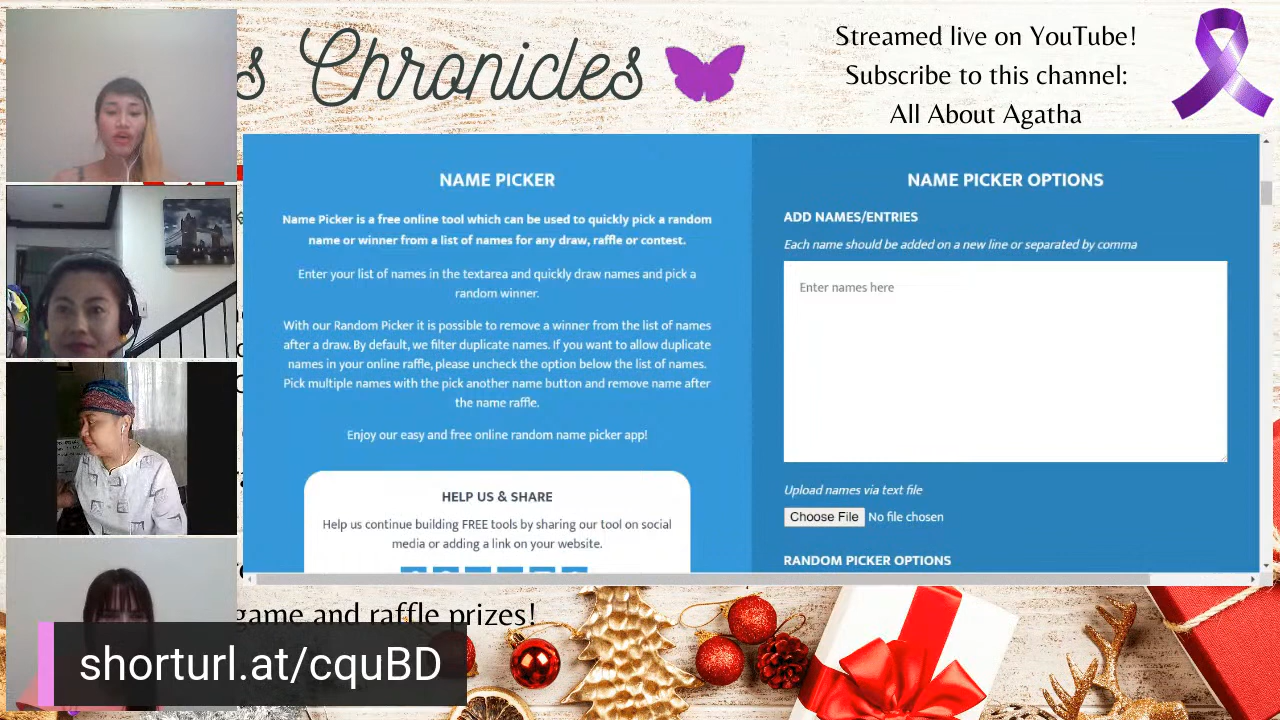 s Chronicles
Streamed live on YouTube!
Subscribe to this channel:
All About Agatha
NAME PICKER
Name Picker is a free online tool which can be used to quickly pick a random
name or winner from a list of names for any draw, raffle or contest.
Enter your list of names in the textarea and quickly draw names and pick a
random winner.
With our Random Picker it is possible to remove a winner from the list of names
after a draw. By default, we filter duplicate names. If you want to allow duplicate
names in your online raffle, please uncheck the option below the list of names.
Pick multiple names with the pick another name button and remove name after
the name raffle.
Enjoy our easy and free online random name picker app!
HELP US & SHARE
Help us continue building FREE tools by sharing our tool on social
media or adding a link on your website.
NAME PICKER OPTIONS
ADD NAMES/ENTRIES
Each name should be added on a new line or separated by comma
Enter names here
Upload names via text file
Choose File No file chosen
RANDOM PICKER OPTIONS
game and raffle prizes!
shorturl.at/cquBD